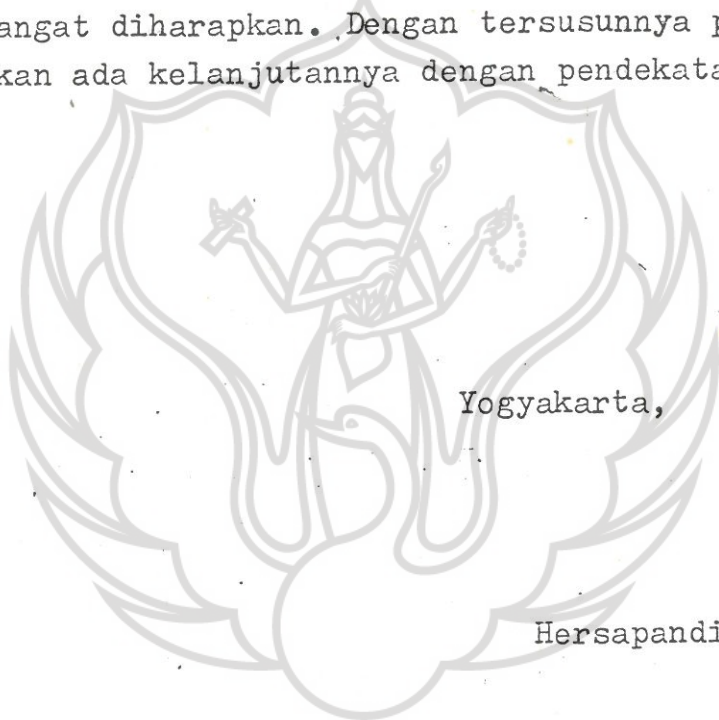 angat diharapkan. Dengan tersusunnya p
kan ada kelanjutannya dengan pendekata
Yogyakarta,
Hersapandi